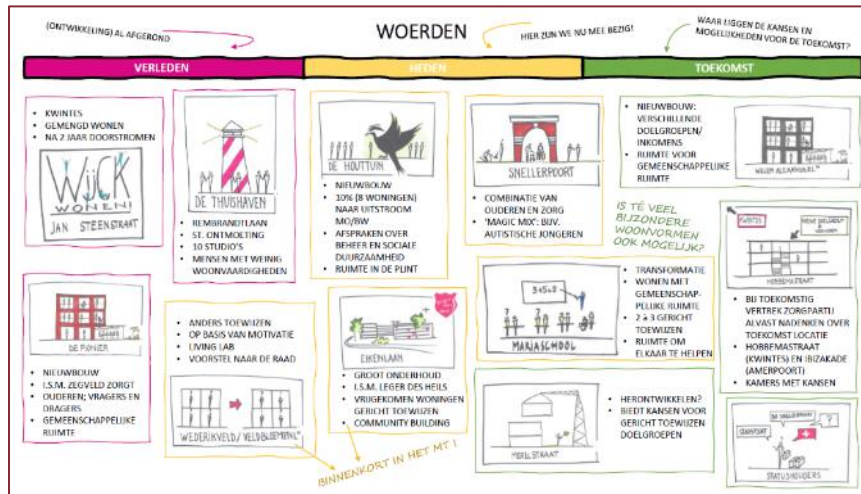 WOERDEN
(ONTWIKKELING) AL AFGEROND
HIER ZIJN WE NU MEE BEZIG!
WAAR LIGGEN DE KANSEN EN
MOGELIJKHEDEN VOOR DE TOEKOMST?
VERLEDEN
HEDEN
TOEKOMST
• KWINTES
• GEMENGD WONEN
• NA 2 JAAR DOORSTROMEN
WIJCK
WONEN!
JAN STEENSTRAAT
DE THUISHAVEN
• REMBRANDTLAAN
• ST. ONTMOETING
• 10 STUDIO'S
• MENSEN MET WEINIG
WOONVAARDIGHEDEN
DE PIONIER
• NIEUWBOUW
• I.S.M. ZEGVELD ZORGT
• OUDEREN; VRAGERS EN
DRAGERS
• GEMEENSCHAPPELIJKE
RUIMTE
• ANDERS TOEWIJZEN
• OP BASIS VAN MOTIVATIE
• LIVING LAB
• VOORSTEL NAAR DE RAAD
WEDERIKVELD/
DE HOUTTUIN
• NIEUWBOUW
• 10% (8 WONINGEN)
NAAR UITSTROOM
MO/BW
• AFSPRAKEN OVER
BEHEER EN SOCIALE
DUURZAAMHEID
• RUIMTE IN DE PLINT
EIKENLAAN
• GROOT ONDERHOUD
• I.S.M. LEGER DES HEILS
• VRIJGEKOMEN WONINGEN
GERICHT TOEWIJZEN
• COMMUNITY BUILDING
BINNENKORT IN HET MT!
SNELLERPOORT
• COMBINATIE VAN
OUDEREN EN ZORG
• 'MAGIC MIX': BIJV.
AUTISTISCHE JONGEREN
MARIASCHOOL
• TRANSFORMATIE
• WONEN MET
GEMEENSCHAP-
PELIJKE RUIMTE
• 2 à 3 GERICHT
TOEWIJZEN
• RUIMTE OM
ELKAAR TE HELPEN
MERELSTRAAT
• HERONTWIKKELEN?
• BIEDT KANSEN VOOR
GERICHT TOEWIJZEN
DOELGROEPEN
• NIEUWBOUW:
VERSCHILLENDE
DOELGROEPEN/
INKOMENS
• RUIMTE VOOR
GEMEENSCHAPPELIJKE
RUIMTE
IS TÉ VEEL
BIJZONDERE
WOONVORMEN
OOK MOGELIJK?
KWINTES
HOBBEMASTRAAT
• BIJ TOEKOMSTIG
VERTREK ZORGPARTIJ
ALVAST NADENKEN OVER
TOEKOMST LOCATIE
• HOBBEMASTRAAT
(KWINTES) EN IBIZAKADE
(AMERPOORT)
• KAMERS MET KANSEN
STATUSHOUDERS